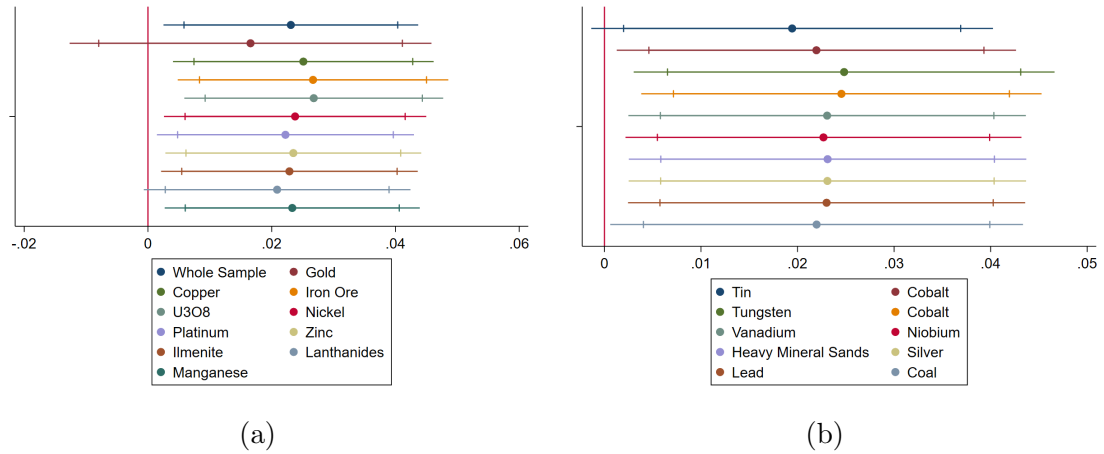 -.02 0 .02 .04 .06
Whole Sample Gold
Copper Iron Ore
U3O8 Nickel
Platinum Zinc
Ilmenite Lanthanides
Manganese
(a)
0 .01 .02 .03 .04 .05
Tin Cobalt
Tungsten Cobalt
Vanadium Niobium
Heavy Mineral Sands Silver
Lead Coal
(b)